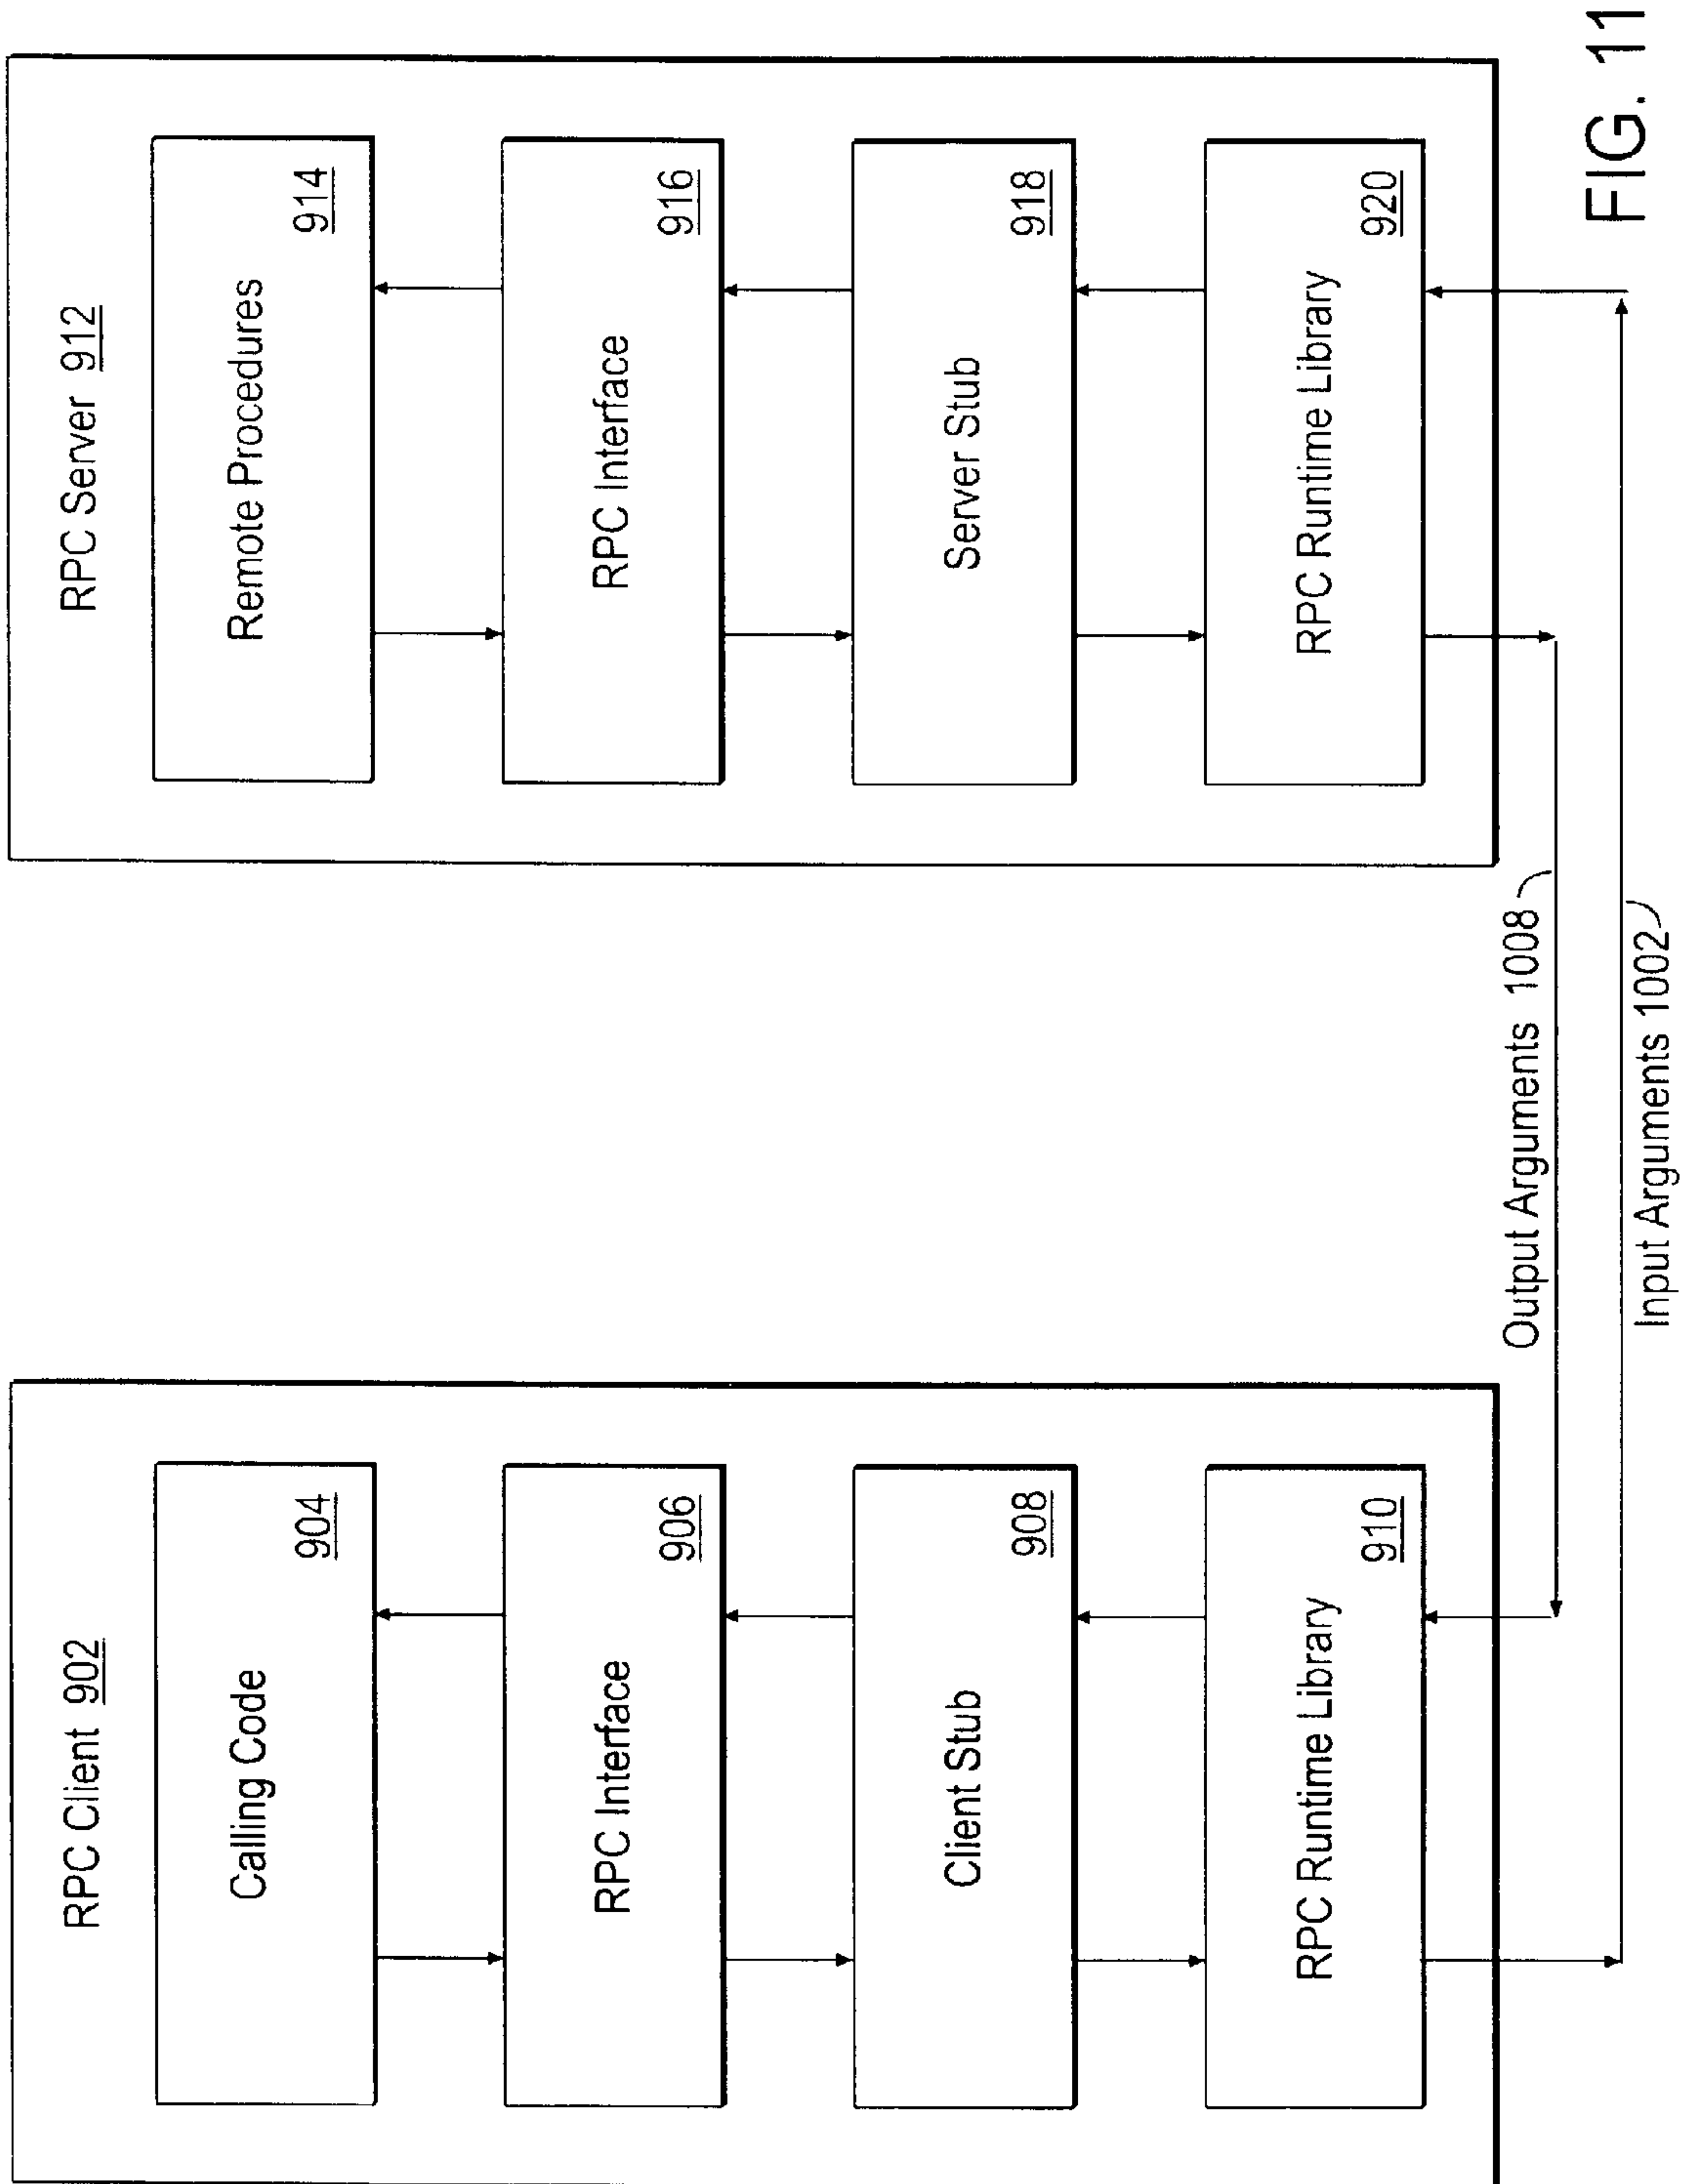 RPC Client 902
Calling Code
904
RPC Interface
906
Client Stub
908
RPC Runtime Library
910
RPC Server 912
Remote Procedures
914
RPC Interface
916
Server Stub
918
RPC Runtime Library
920
Output Arguments 1008
Input Arguments 1002
FIG. 11